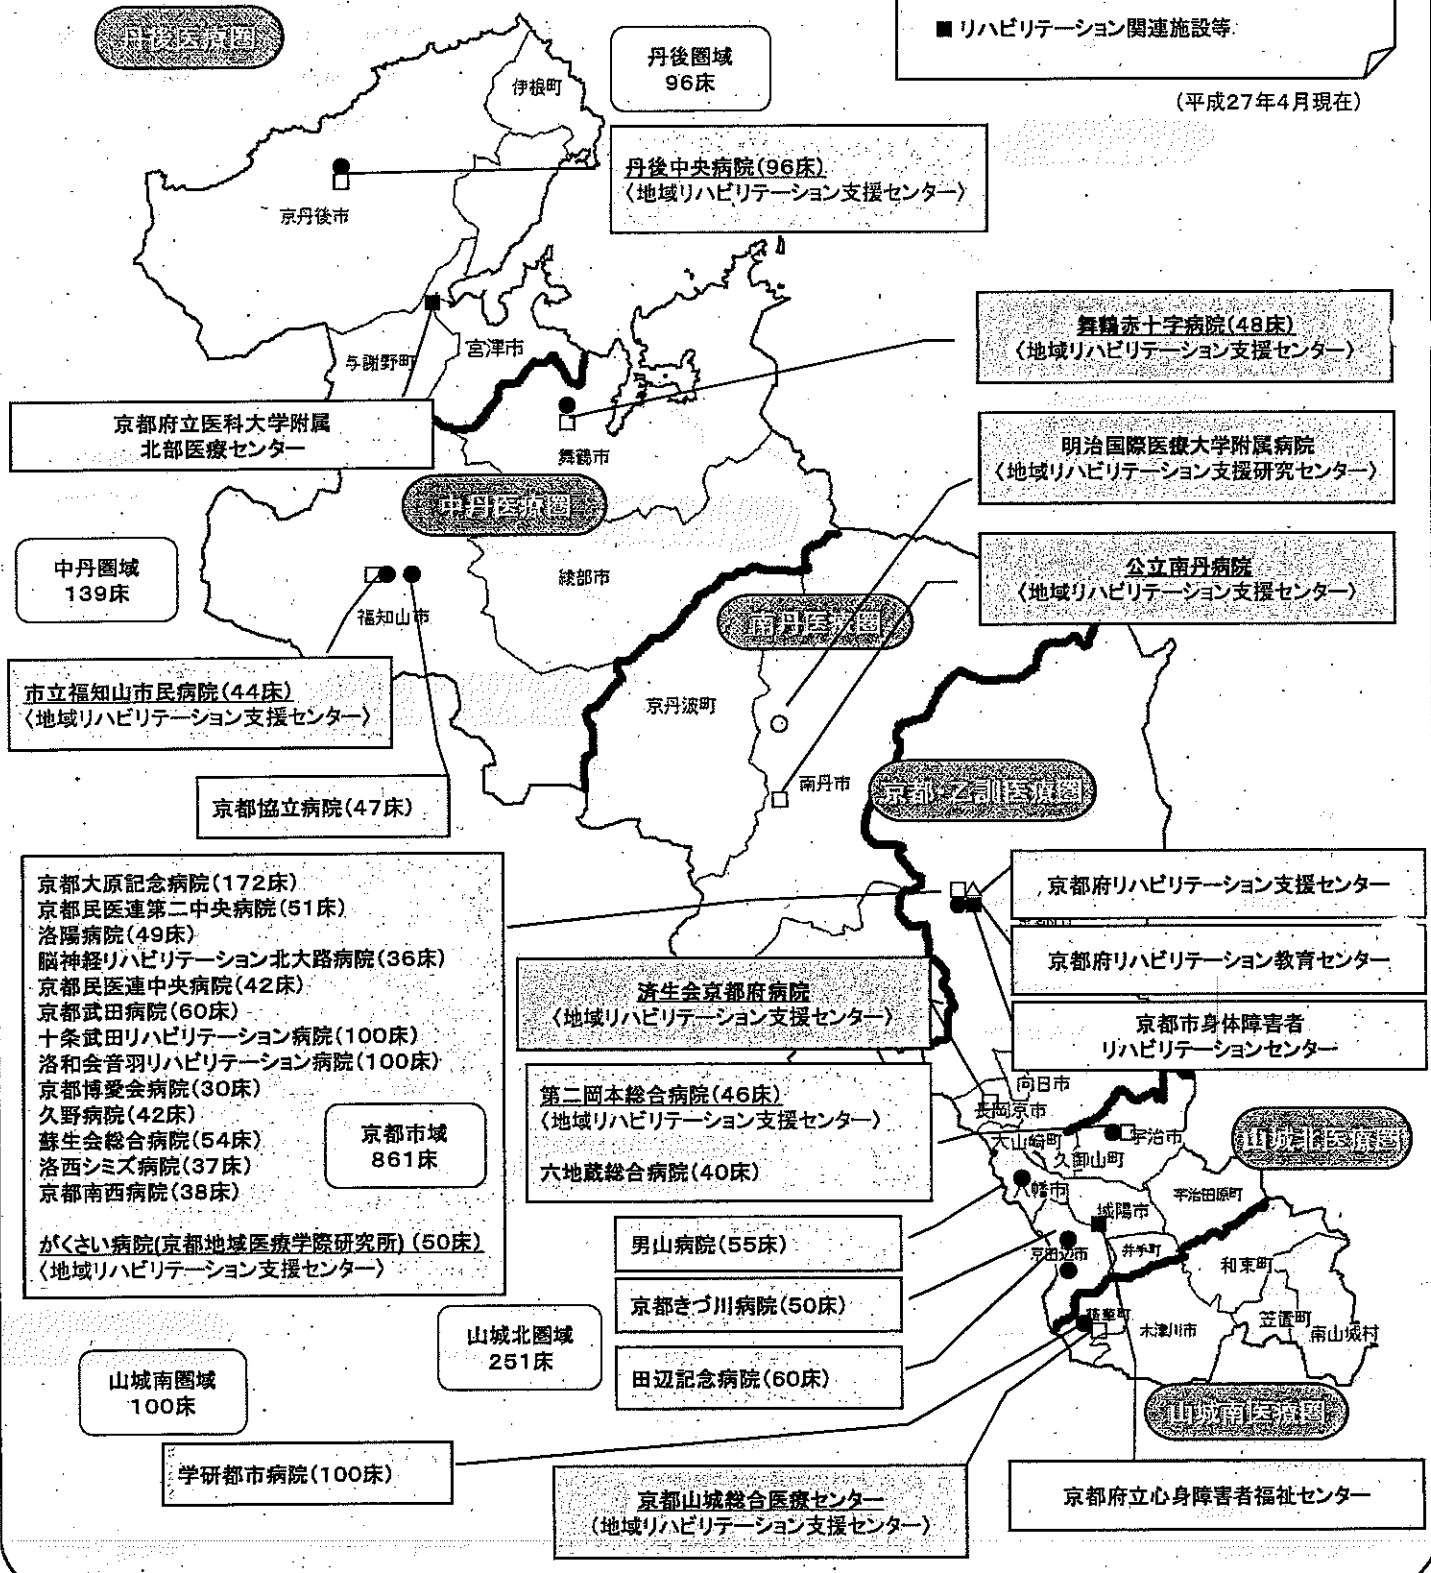 ■ リハビリテーション関連施設等
(平成27年4月現在)
丹後医療圏
丹後圏域
96床
伊根町
丹後中央病院(96床)
〈地域リハビリテーション支援センター〉
京丹後市
舞鶴赤十字病院(48床)
〈地域リハビリテーション支援センター〉
与謝野町
宮津市
京都府立医科大学附属
北部医療センター
舞鶴市
明治国際医療大学附属病院
〈地域リハビリテーション支援研究センター〉
中丹医療圏
中丹圏域
139床
綾部市
福知山市
公立南丹病院
〈地域リハビリテーション支援センター〉
南丹医療圏
市立福知山市民病院(44床)
〈地域リハビリテーション支援センター〉
京丹波町
南丹市
京都・乙訓医療圏
京都協立病院(47床)
京都大原記念病院(172床)
京都民医連第二中央病院(51床)
洛陽病院(49床)
脳神経リハビリテーション北大路病院(36床)
京都民医連中央病院(42床)
京都武田病院(60床)
十条武田リハビリテーション病院(100床)
洛和会音羽リハビリテーション病院(100床)
京都博愛会病院(30床)
久野病院(42床)
蘇生会総合病院(54床)
洛西シミズ病院(37床)
京都南西病院(38床)
がくさい病院(京都地域医療学際研究所)(50床)
〈地域リハビリテーション支援センター〉
京都市域
861床
京都府リハビリテーション支援センター
京都府リハビリテーション教育センター
京都市身体障害者
リハビリテーションセンター
済生会京都府病院
〈地域リハビリテーション支援センター〉
第二岡本総合病院(46床)
〈地域リハビリテーション支援センター〉
六地蔵総合病院(40床)
向日市
長岡京市
大山崎町
宇治市
久御山町
山城北医療圏
八幡市
宇治田原町
城陽市
男山病院(55床)
京田辺市
井手町
和束町
京都きづ川病院(50床)
山城北圏域
251床
精華町
木津川市
笠置町
南山城村
田辺記念病院(60床)
山城南圏域
100床
山城南医療圏
学研都市病院(100床)
京都山城総合医療センター
(地域リハビリテーション支援センター〉
京都府立心身障害者福祉センター